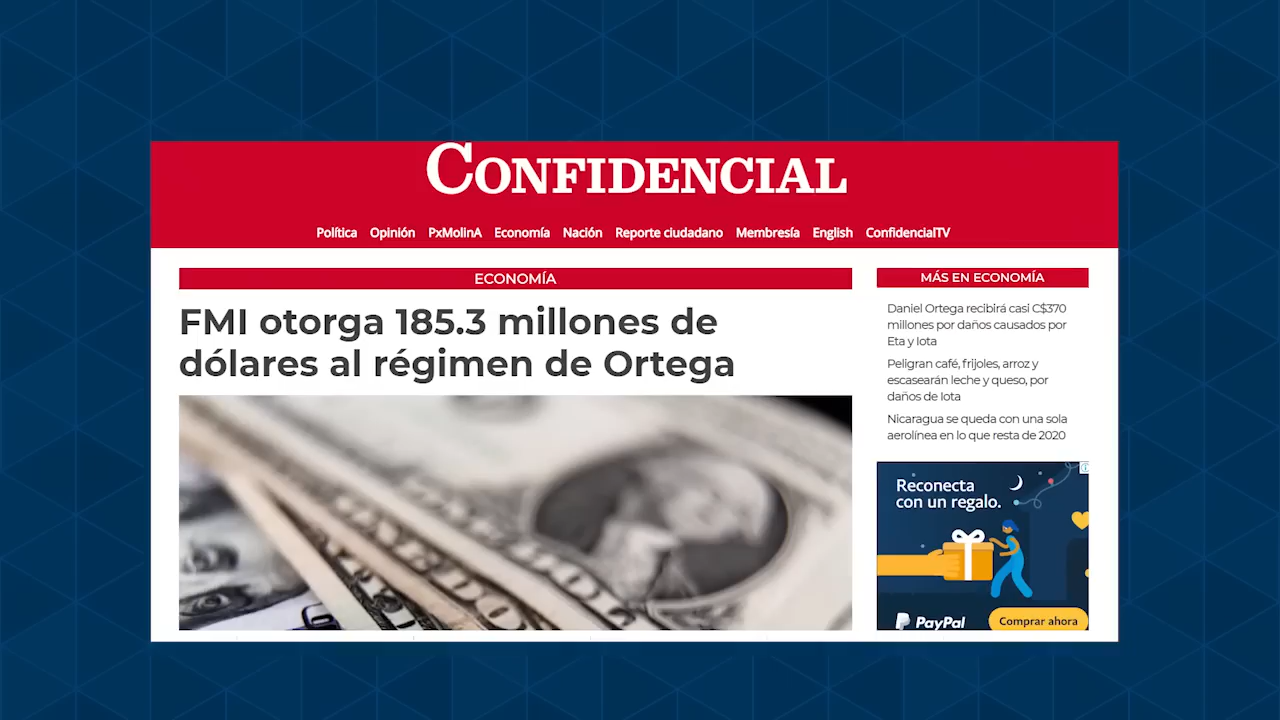 CONFIDENCIAL
Política Opinión PxMolinA Economía Nación Reporte ciudadano Membresía English ConfidencialTV
ECONOMÍA
FMI otorga 185.3 millones de
dólares al régimen de Ortega
MÁS EN ECONOMÍA
Daniel Ortega recibirá casi C$370
millones por daños causados por
Eta y Iota
Peligran café, frijoles, arroz y
escasearán leche y queso, por
daños de Iota
Nicaragua se queda con una sola
aerolínea en lo que resta de 2020
Reconecta
con un regalo.
PayPal
Comprar ahora